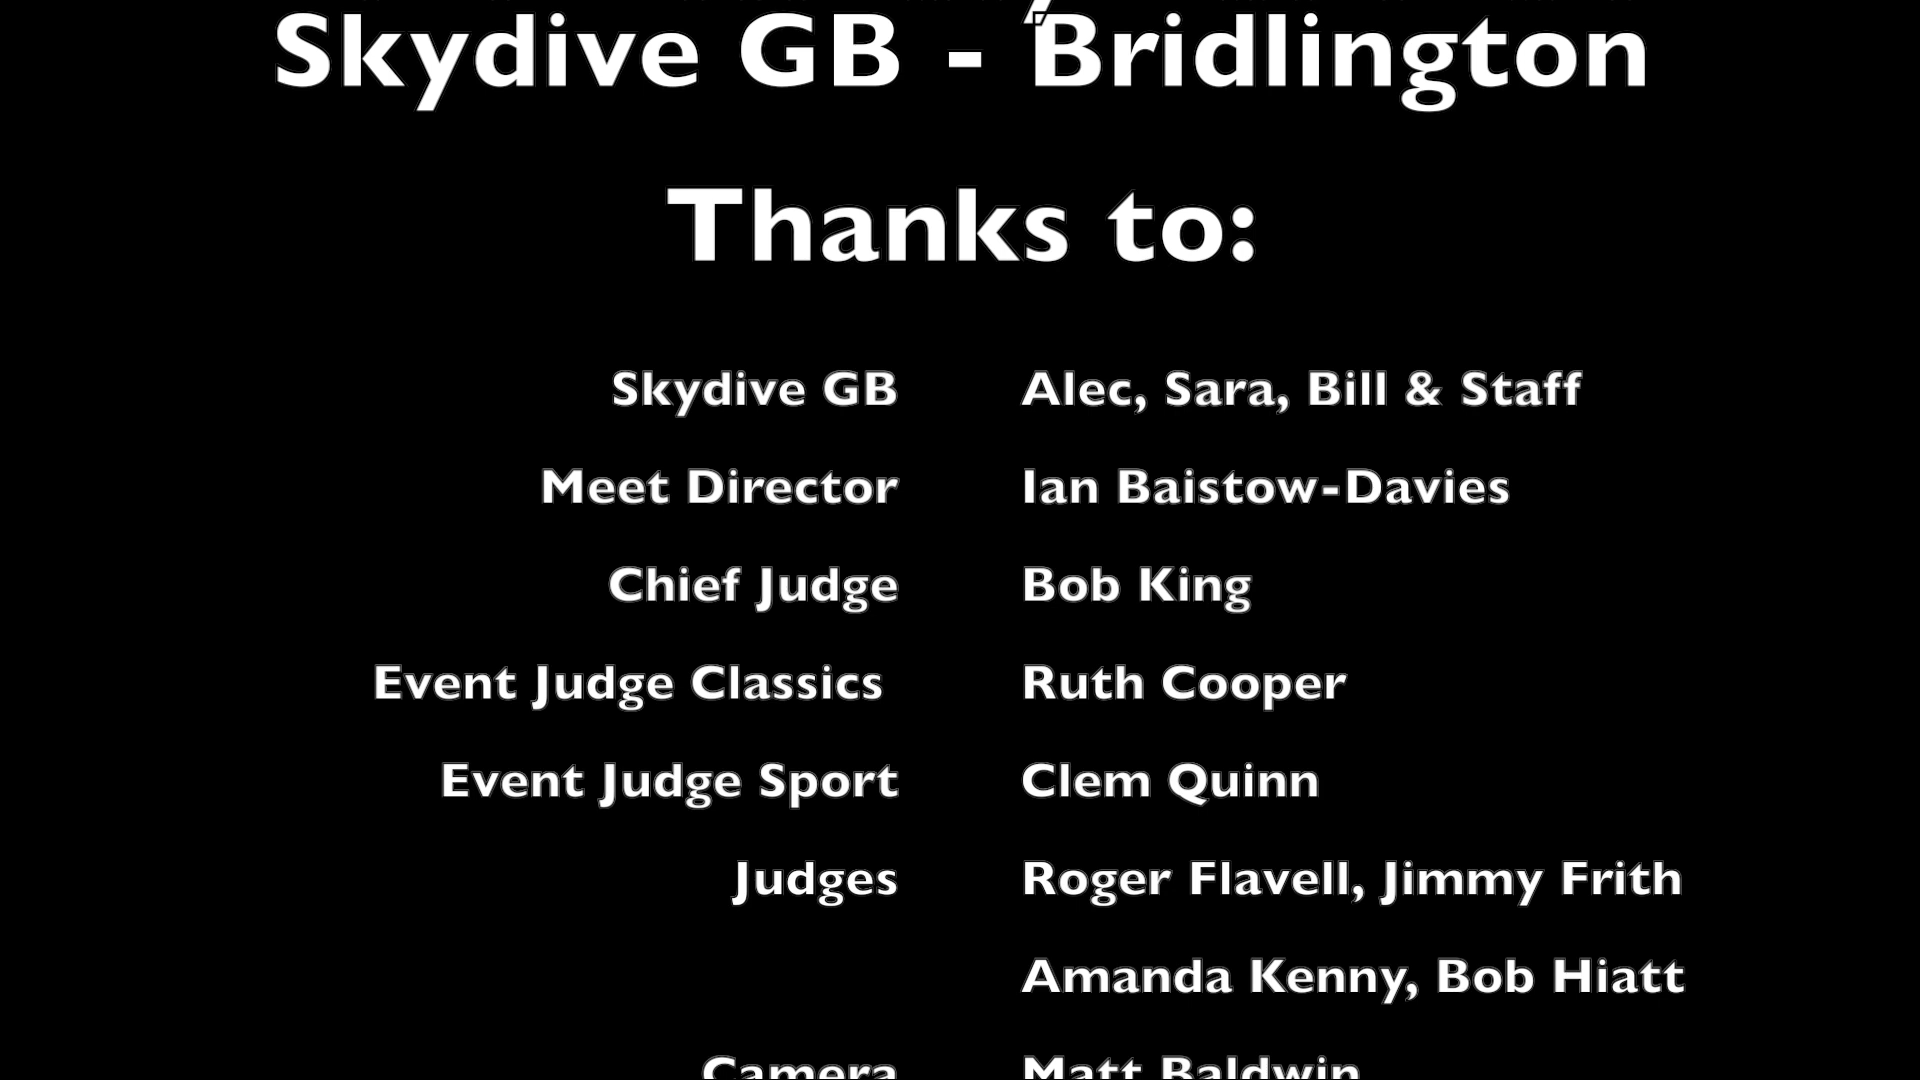 Skydive GB - Bridlington
Thanks to:
Skydive GB Alec, Sara, Bill & Staff
Meet Director Ian Baistow-Davies
Chief Judge Bob King
Event Judge Classics Ruth Cooper
Event Judge Sport Clem Quinn
Judges Roger Flavell, Jimmy Frith
Amanda Kenny, Bob Hiatt
Camera Matt Baldwin